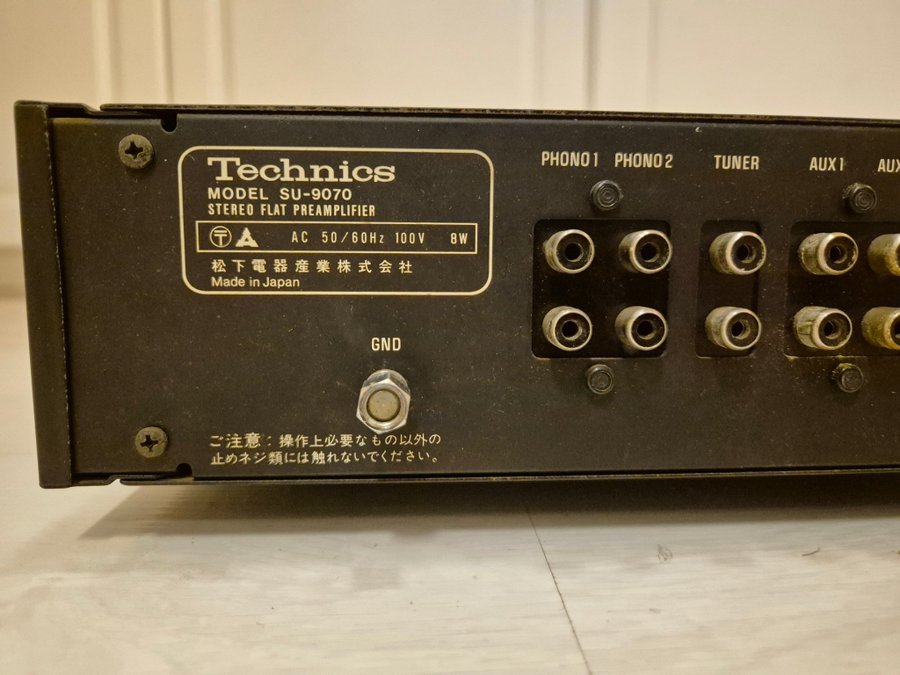 Technics
MODEL SU-9070
STEREO FLAT PREAMPLIFIER
〒 AC 50/60Hz 100V 8W
松下電器産業株式会社
Made in Japan
PHONO 1 PHONO 2 TUNER AUX 1 AUX
GND
ご注意：操作上必要なもの以外の
止めネジ類には触れないでください。